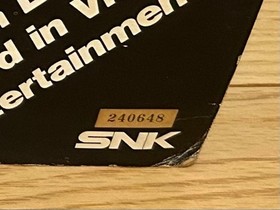 d in V
ertainmen
240648
SNK